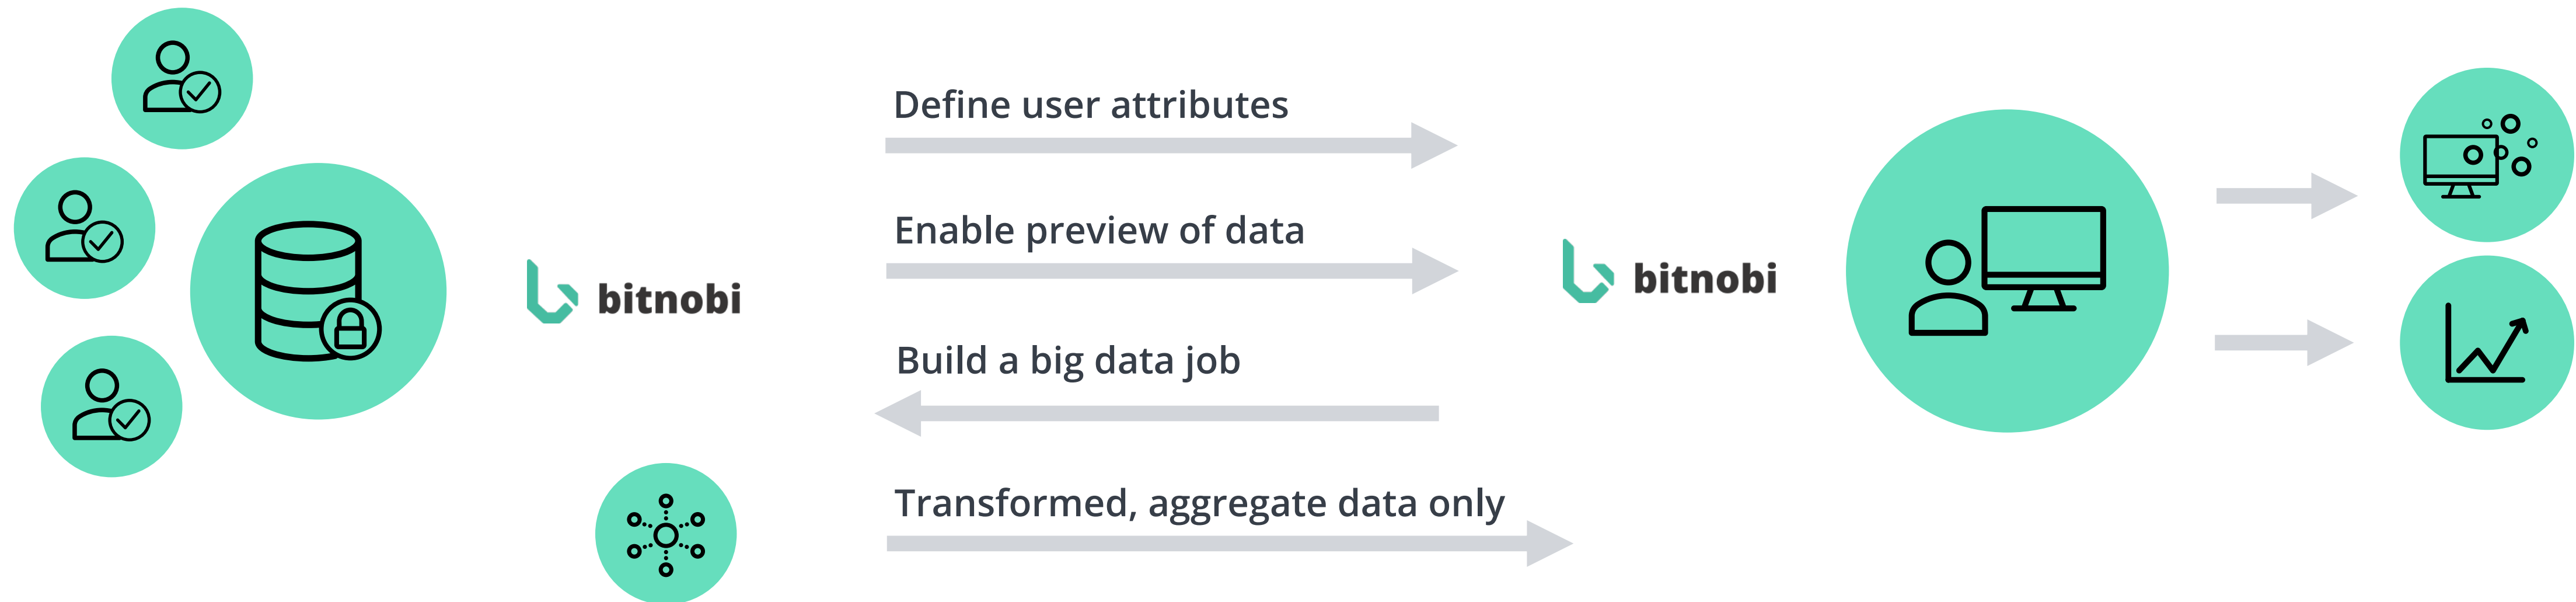 Define user attributes
Enable preview of data
bitnobi
bitnobi
Build a big data job
Transformed, aggregate data only